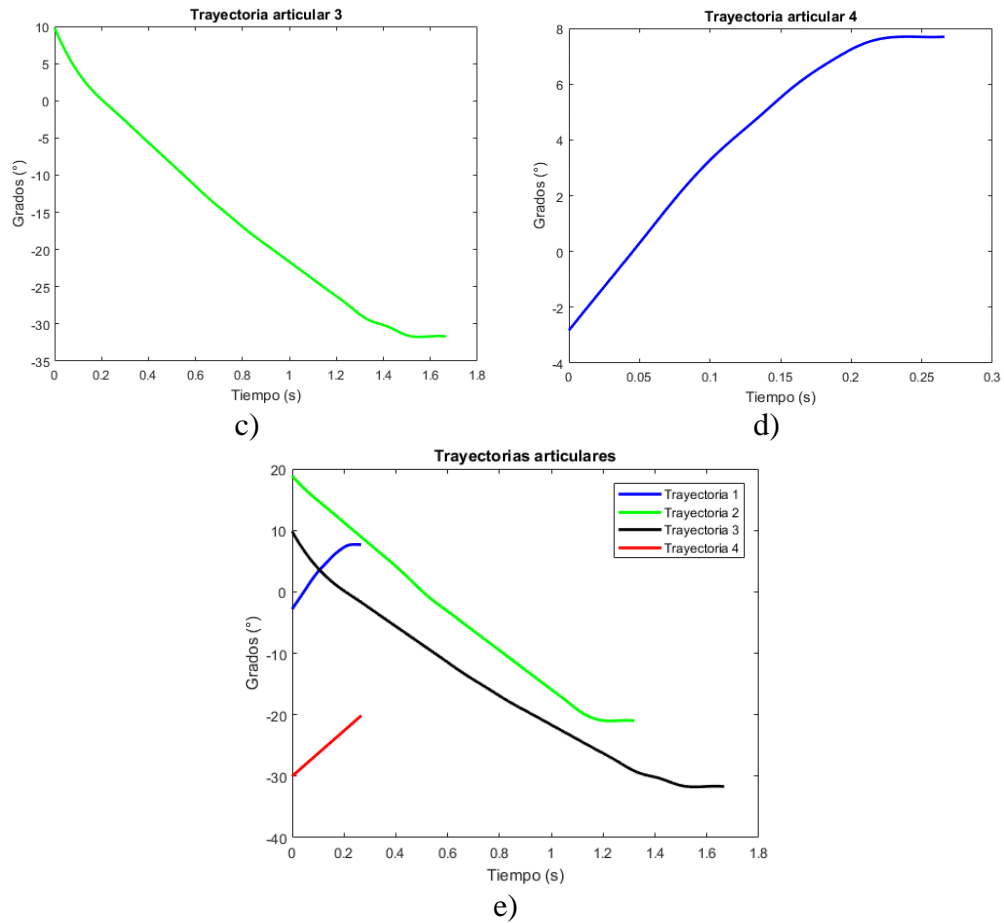 Trayectoria articular 3
10
5
0
-5
-10
-15
-20
-25
-30
-35
Grados (°)
0 0.2 0.4 0.6 0.8 1 1.2 1.4 1.6 1.8
Tiempo (s)
c)
Trayectoria articular 4
8
6
4
2
0
-2
-4
Grados (°)
0 0.05 0.1 0.15 0.2 0.25 0.3
Tiempo (s)
d)
Trayectorias articulares
20
10
0
-10
-20
-30
-40
Grados (°)
Trayectoria 1
Trayectoria 2
Trayectoria 3
Trayectoria 4
0 0.2 0.4 0.6 0.8 1 1.2 1.4 1.6 1.8
Tiempo (s)
e)